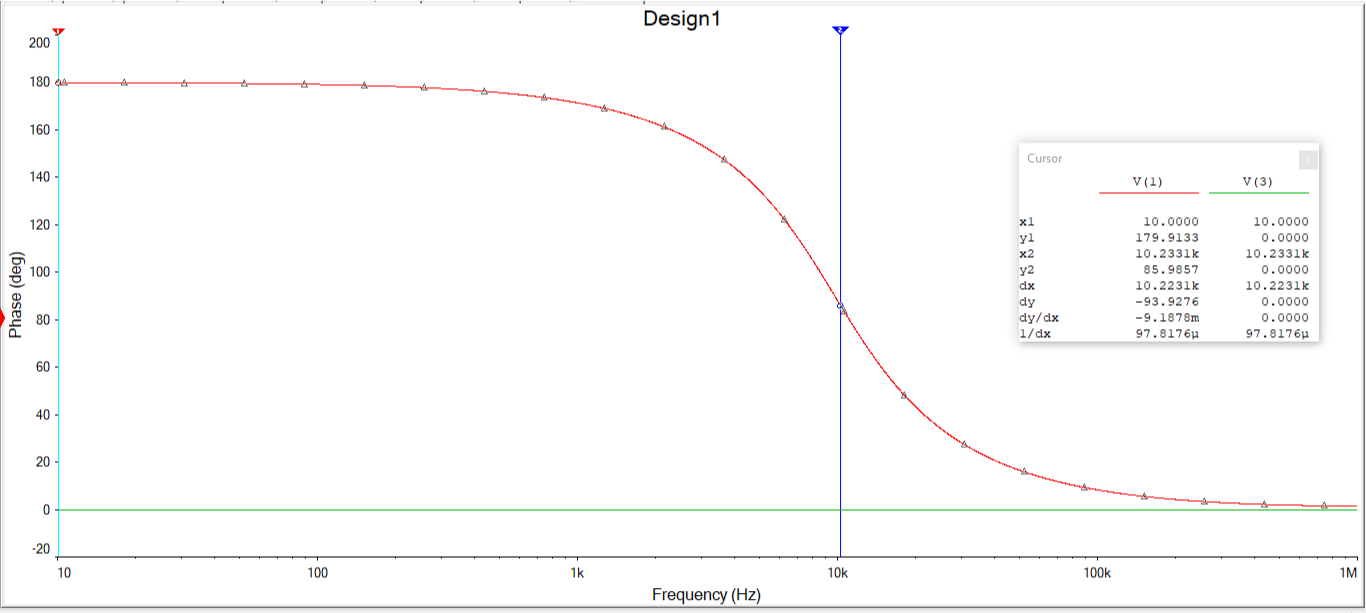 Design1
200
180
160
140
120
100
80
60
40
20
0
-20
Phase (deg)
10 100 1k 10k 100k 1M
Frequency (Hz)
Cursor
V(1) V(3)
x1 10.0000 10.0000
y1 179.9133 0.0000
x2 10.2331k 10.2331k
y2 85.9857 0.0000
dx 10.2231k 10.2231k
dy -93.9276 0.0000
dy/dx -9.1878m 0.0000
1/dx 97.8176µ 97.8176µ